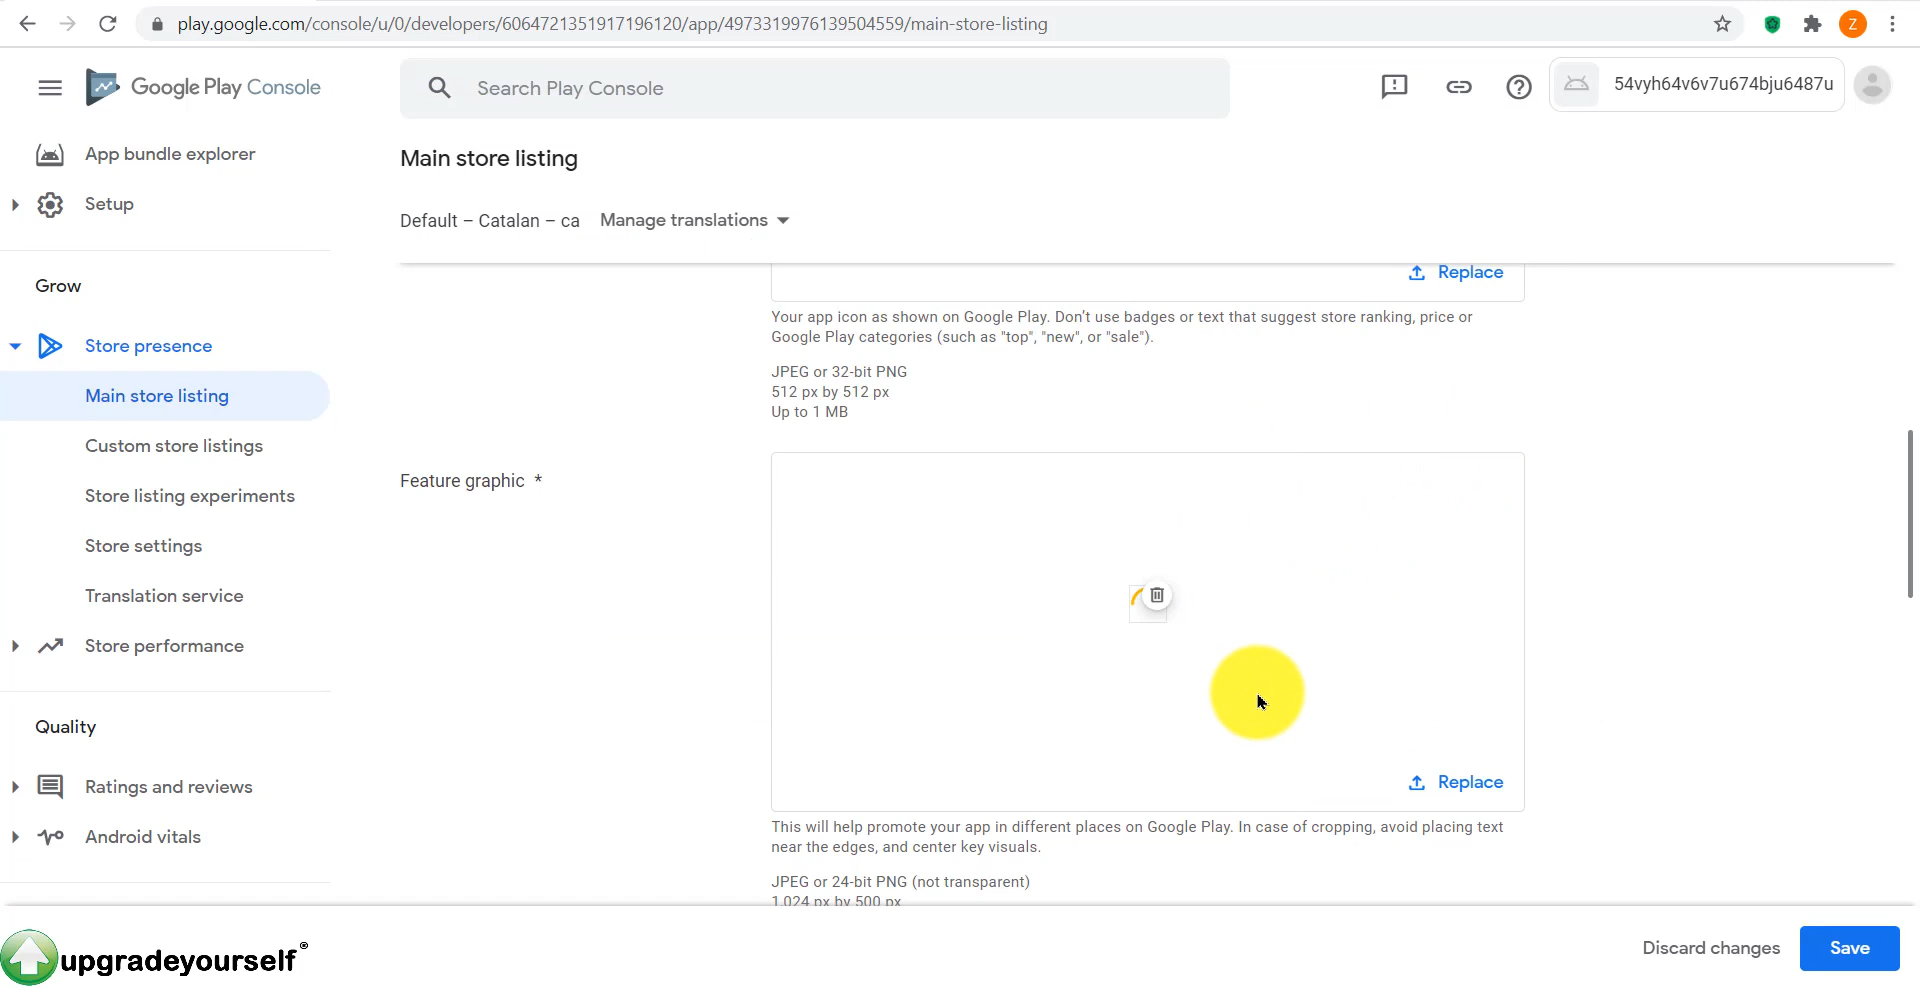 play.google.com/console/u/0/developers/6064721351917196120/app/4973319976139504559/main-store-listing
Z
Google Play Console
Search Play Console
54vyh64v6v7u674bju6487u
App bundle explorer
Setup
Grow
Store presence
Main store listing
Custom store listings
Store listing experiments
Store settings
Translation service
Store performance
Quality
Ratings and reviews
Android vitals
Main store listing
Default – Catalan – ca Manage translations
Replace
Your app icon as shown on Google Play. Don’t use badges or text that suggest store ranking, price or
Google Play categories (such as "top", "new", or "sale").
JPEG or 32-bit PNG
512 px by 512 px
Up to 1 MB
Feature graphic *
Replace
This will help promote your app in different places on Google Play. In case of cropping, avoid placing text
near the edges, and center key visuals.
JPEG or 24-bit PNG (not transparent)
1,024 px by 500 px
upgradeyourself®
Discard changes Save